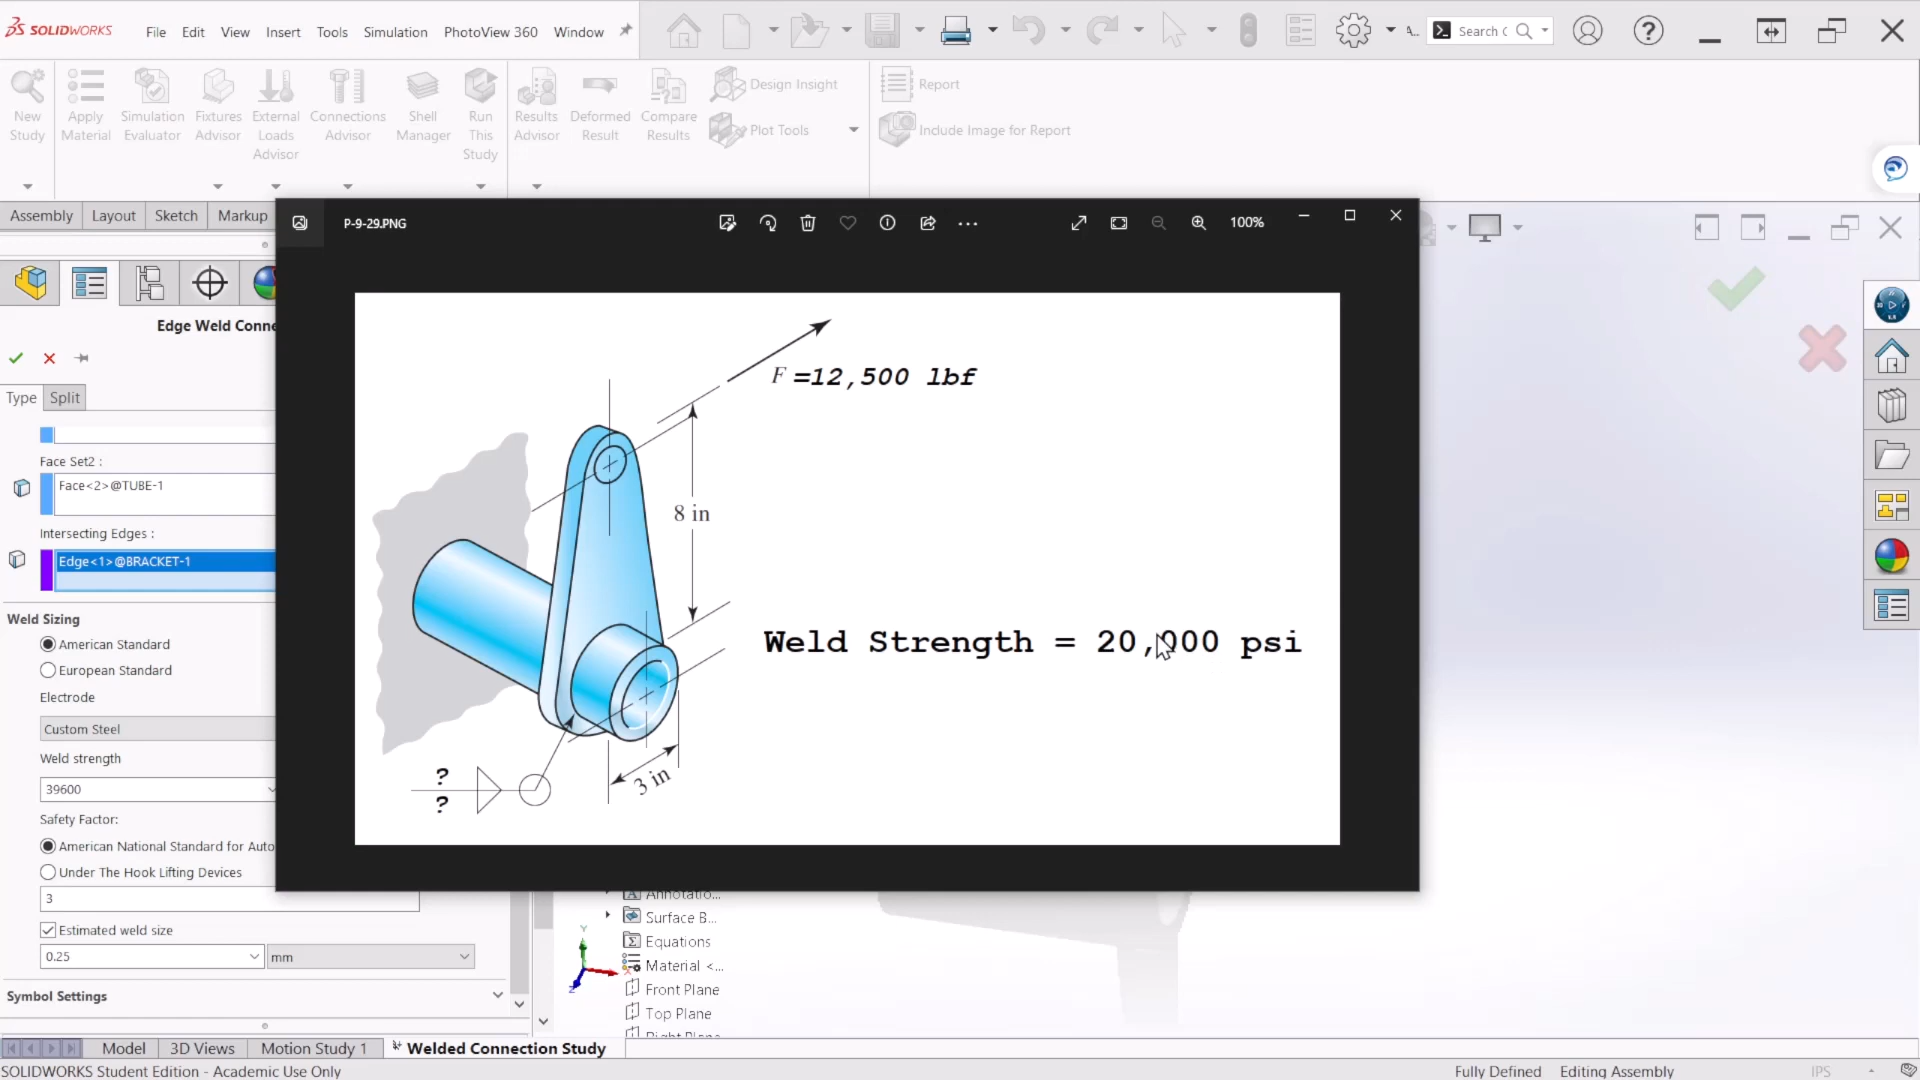 SOLIDWORKS File Edit View Insert Tools Simulation PhotoView 360 Window A... Search C
New Study
Apply Material
Simulation Evaluator
Fixtures Advisor
External Loads Advisor
Connections Advisor
Shell Manager
Run This Study
Results Advisor
Deformed Result
Compare Results
Design Insight
Plot Tools
Report
Include Image for Report
Assembly Layout Sketch Markup
P-9-29.PNG 100%
Edge Weld Conne
Type Split
Face Set2 :
Face<2>@TUBE-1
Intersecting Edges :
Edge<1>@BRACKET-1
Weld Sizing
American Standard
European Standard
Electrode
Custom Steel
Weld strength
39600
Safety Factor:
American National Standard for Auto
Under The Hook Lifting Devices
3
Estimated weld size
0.25 mm
Symbol Settings
F =12,500 lbf
8 in
Weld Strength = 20,000 psi
3 in
?
?
Annotatio...
Surface B...
Equations
Material <...
Front Plane
Top Plane
Right Plane
Y
Z
Model 3D Views Motion Study 1 Welded Connection Study
SOLIDWORKS Student Edition - Academic Use Only Fully Defined Editing Assembly IPS